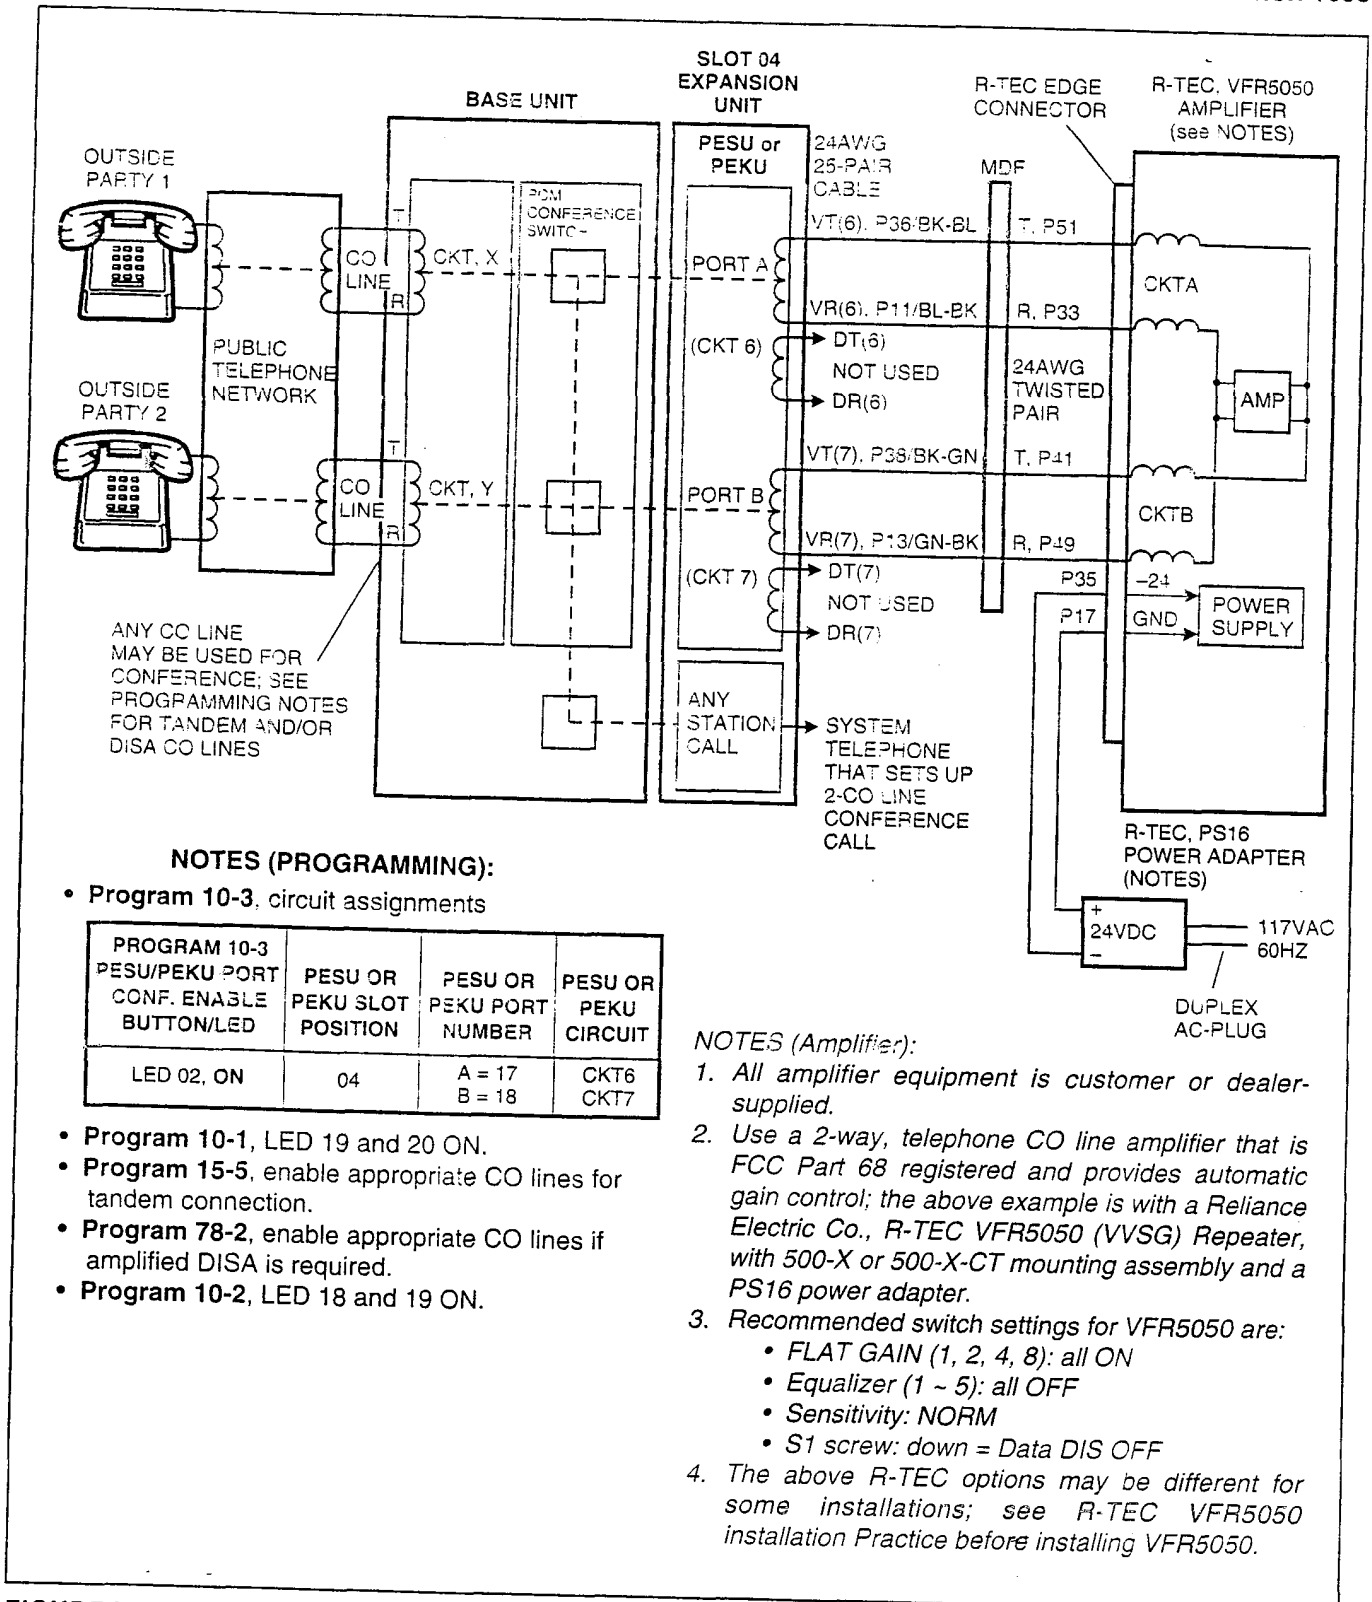 SLOT 04
EXPANSION
UNIT
BASE UNIT
R-TEC EDGE
CONNECTOR
R-TEC, VFR5050
AMPLIFIER
(see NOTES)
OUTSIDE
PARTY 1
PESU or
PEKU
24AWG
25-PAIR
CABLE
MDF
PCM
CONFERENCE
SWITCH
T
CO
LINE
R
CKT, X
PORT A
VT(6), P36/BK-BL
T, P51
CKTA
VR(6), P11/BL-BK
R, P33
(CKT 6)
DT(6)
NOT USED
DR(6)
24AWG
TWISTED
PAIR
AMP
PUBLIC
TELEPHONE
NETWORK
OUTSIDE
PARTY 2
T
CO
LINE
R
CKT, Y
PORT B
VT(7), P38/BK-GN
T, P41
CKTB
VR(7), P13/GN-BK
R, P49
(CKT 7)
DT(7)
NOT USED
DR(7)
P35
-24
P17
GND
POWER
SUPPLY
ANY CO LINE
MAY BE USED FOR
CONFERENCE; SEE
PROGRAMMING NOTES
FOR TANDEM AND/OR
DISA CO LINES
ANY
STATION
CALL
SYSTEM
TELEPHONE
THAT SETS UP
2-CO LINE
CONFERENCE
CALL
R-TEC, PS16
POWER ADAPTER
(NOTES)
+
24VDC
–
117VAC
60HZ
DUPLEX
AC-PLUG
NOTES (PROGRAMMING):
• Program 10-3, circuit assignments
PROGRAM 10-3
PESU/PEKU PORT
CONF. ENABLE
BUTTON/LED
PESU OR
PEKU SLOT
POSITION
PESU OR
PEKU PORT
NUMBER
PESU OR
PEKU
CIRCUIT
LED 02, ON
04
A = 17
B = 18
CKT6
CKT7
• Program 10-1, LED 19 and 20 ON.
• Program 15-5, enable appropriate CO lines for
tandem connection.
• Program 78-2, enable appropriate CO lines if
amplified DISA is required.
• Program 10-2, LED 18 and 19 ON.
NOTES (Amplifier):
1. All amplifier equipment is customer or dealer-
supplied.
2. Use a 2-way, telephone CO line amplifier that is
FCC Part 68 registered and provides automatic
gain control; the above example is with a Reliance
Electric Co., R-TEC VFR5050 (VVSG) Repeater,
with 500-X or 500-X-CT mounting assembly and a
PS16 power adapter.
3. Recommended switch settings for VFR5050 are:
• FLAT GAIN (1, 2, 4, 8): all ON
• Equalizer (1 ~ 5): all OFF
• Sensitivity: NORM
• S1 screw: down = Data DIS OFF
4. The above R-TEC options may be different for
some installations; see R-TEC VFR5050
installation Practice before installing VFR5050.